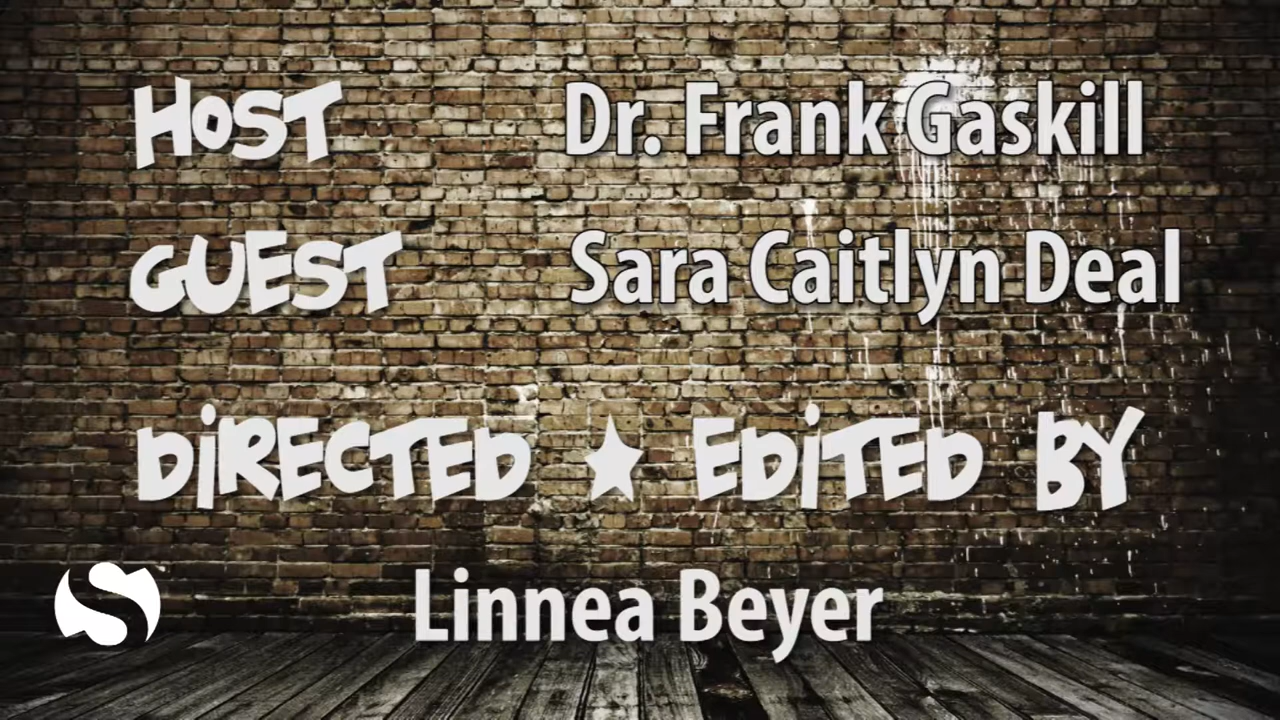 HOST Dr. Frank Gaskill
GUEST Sara Caitlyn Deal
DIRECTED ★ EDITED BY
Linnea Beyer